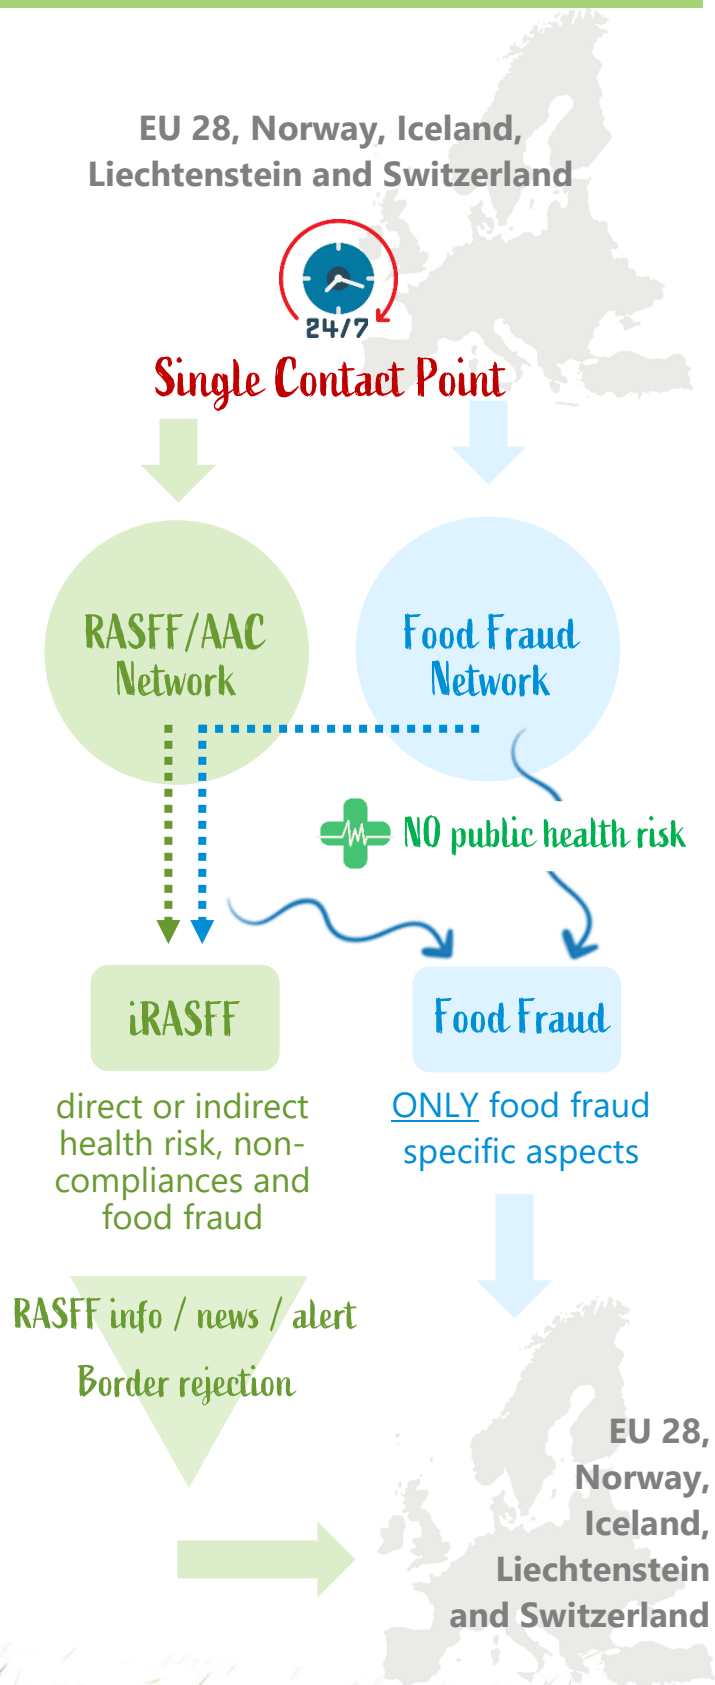 EU 28, Norway, Iceland,
Liechtenstein and Switzerland
24/7
Single Contact Point
RASFF/AAC
Network
Food Fraud
Network
NO public health risk
iRASFF
Food Fraud
direct or indirect
health risk, non-
compliances and
food fraud
ONLY food fraud
specific aspects
RASFF info / news / alert
Border rejection
EU 28,
Norway,
Iceland,
Liechtenstein
and Switzerland